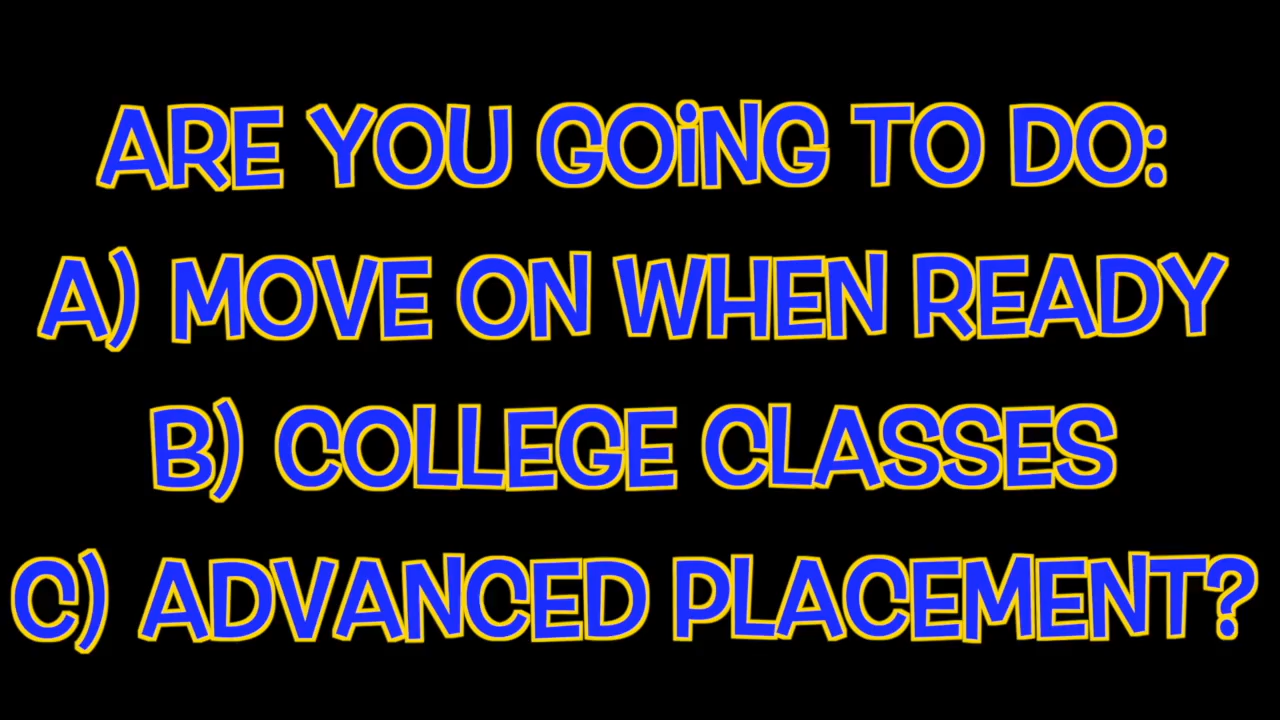 ARE YOU GOiNG TO DO:
A) MOVE ON WHEN READY
B) COLLEGE CLASSES
C) ADVANCED PLACEMENT?